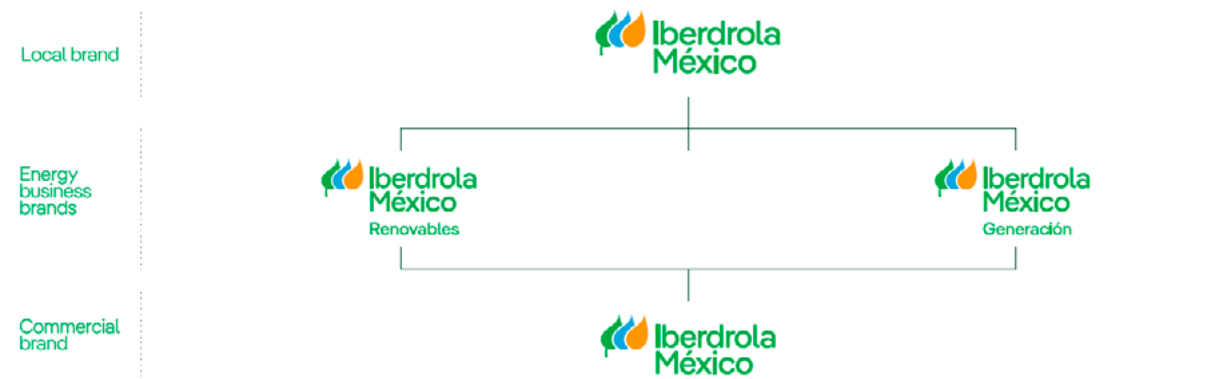 Local brand
Iberdrola
México
Energy
business
brands
Iberdrola
México
Renovables
Iberdrola
México
Generación
Commercial
brand
Iberdrola
México